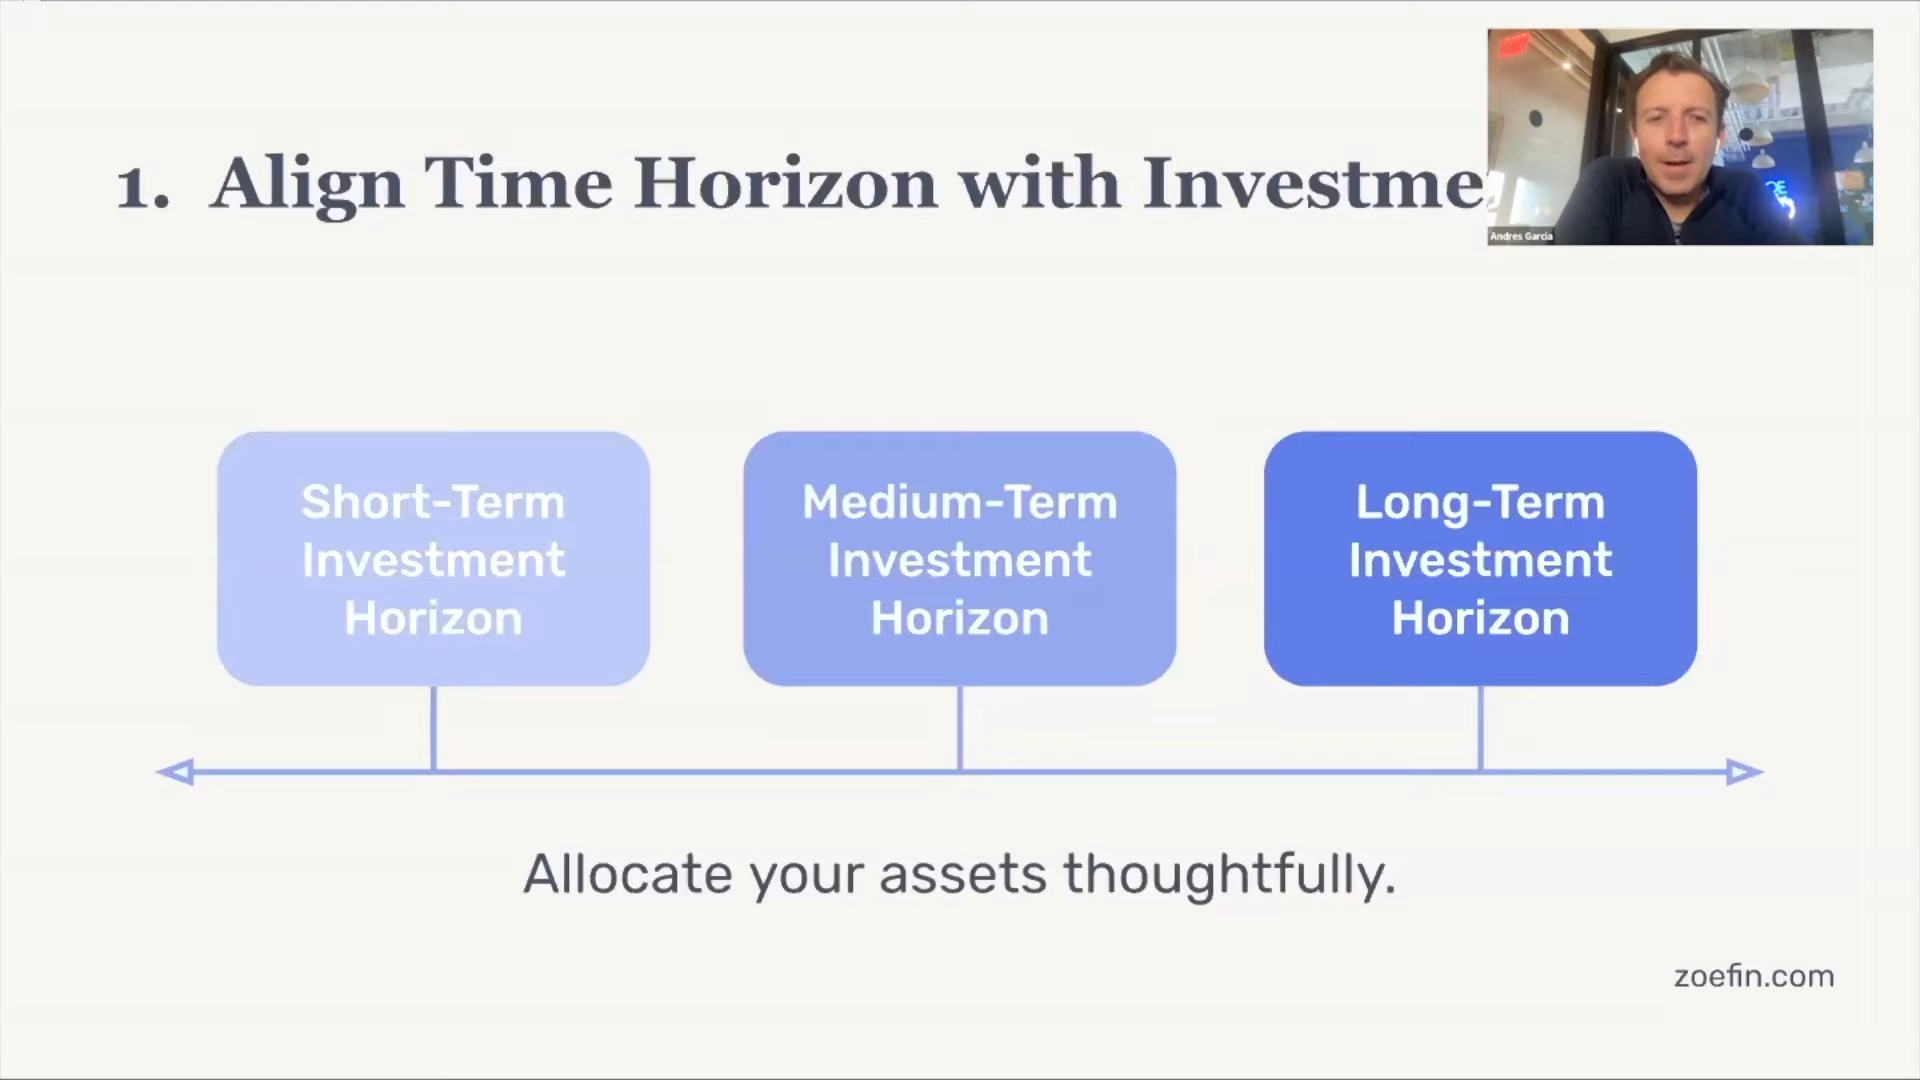 1. Align Time Horizon with Investme
Andres Garcia
Short-Term
Investment
Horizon
Medium-Term
Investment
Horizon
Long-Term
Investment
Horizon
Allocate your assets thoughtfully.
zoefin.com